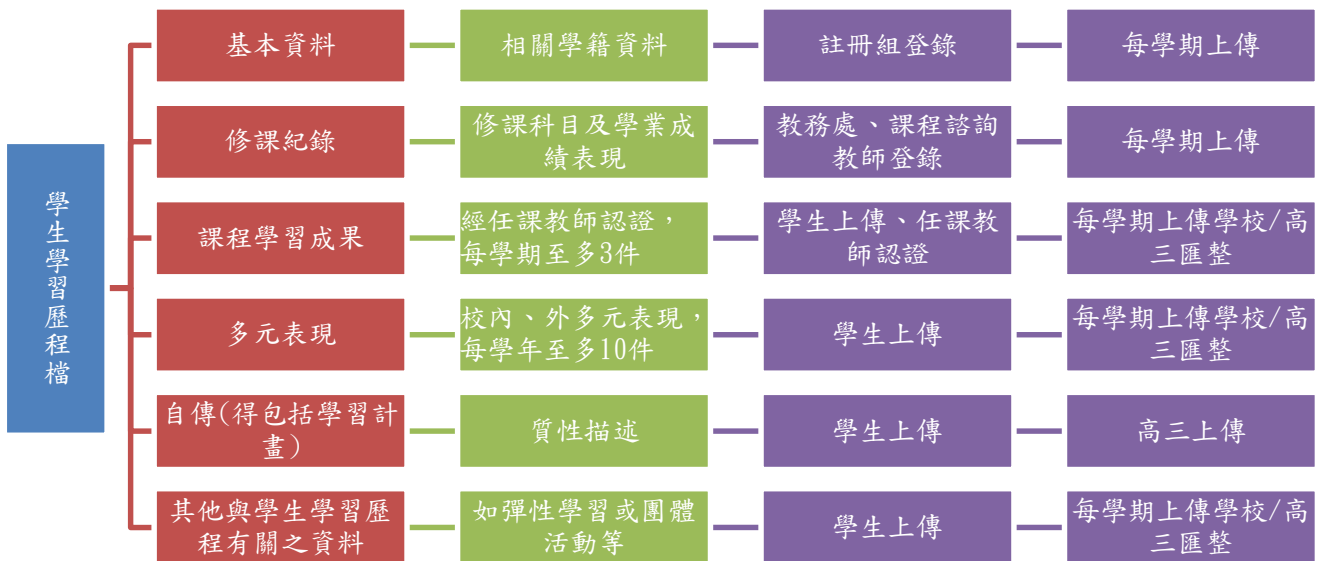 學生學習歷程檔
基本資料
相關學籍資料
註冊組登錄
每學期上傳
修課紀錄
修課科目及學業成
績表現
教務處、課程諮詢
教師登錄
每學期上傳
課程學習成果
經任課教師認證，
每學期至多3件
學生上傳、任課教
師認證
每學期上傳學校/高
三匯整
多元表現
校內、外多元表現，
每學年至多10件
學生上傳
每學期上傳學校/高
三匯整
自傳(得包括學習計
畫)
質性描述
學生上傳
高三上傳
其他與學生學習歷
程有關之資料
如彈性學習或團體
活動等
學生上傳
每學期上傳學校/高
三匯整